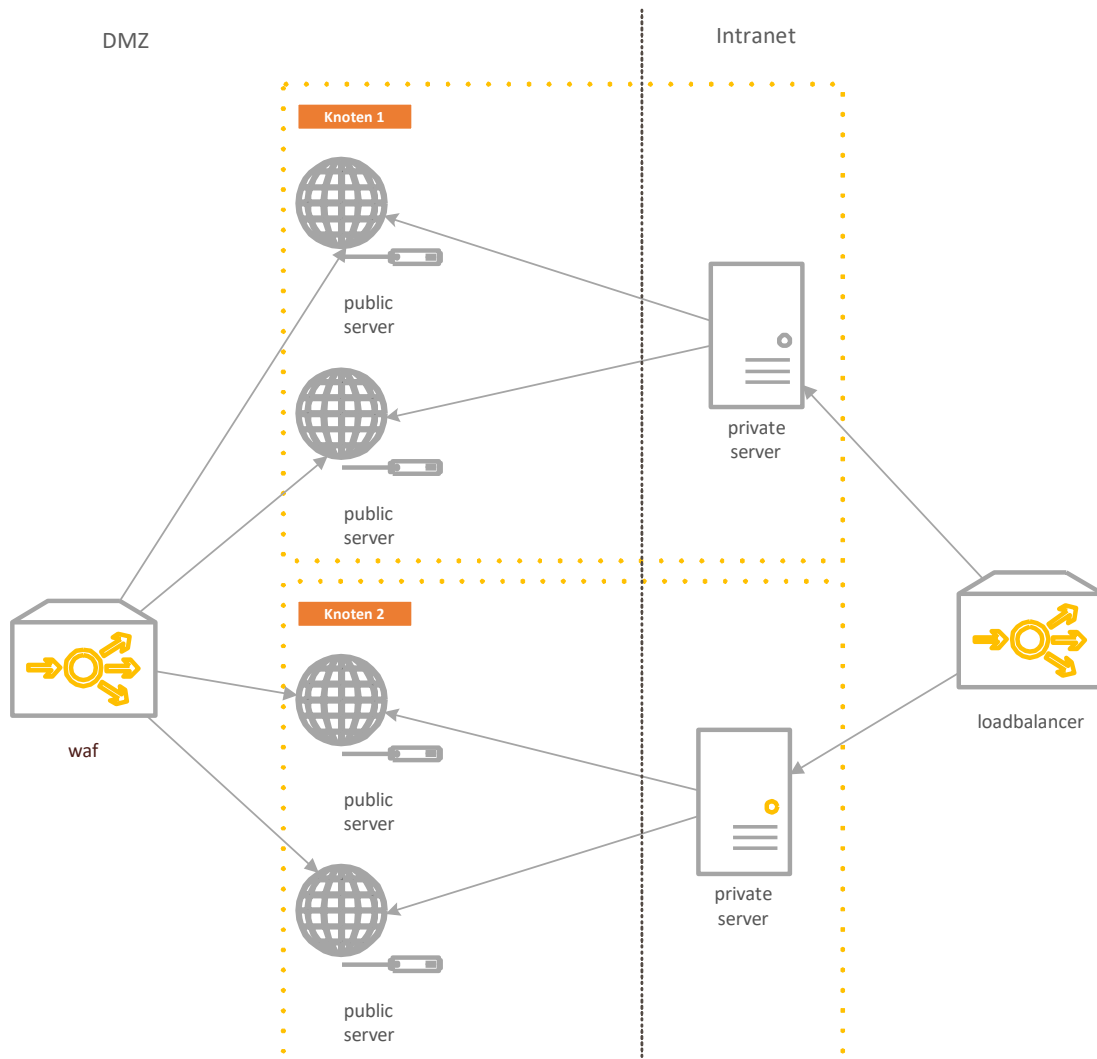 DMZ
Intranet
Knoten 1
public
server
private
server
public
server
Knoten 2
waf
loadbalancer
public
server
private
server
public
server